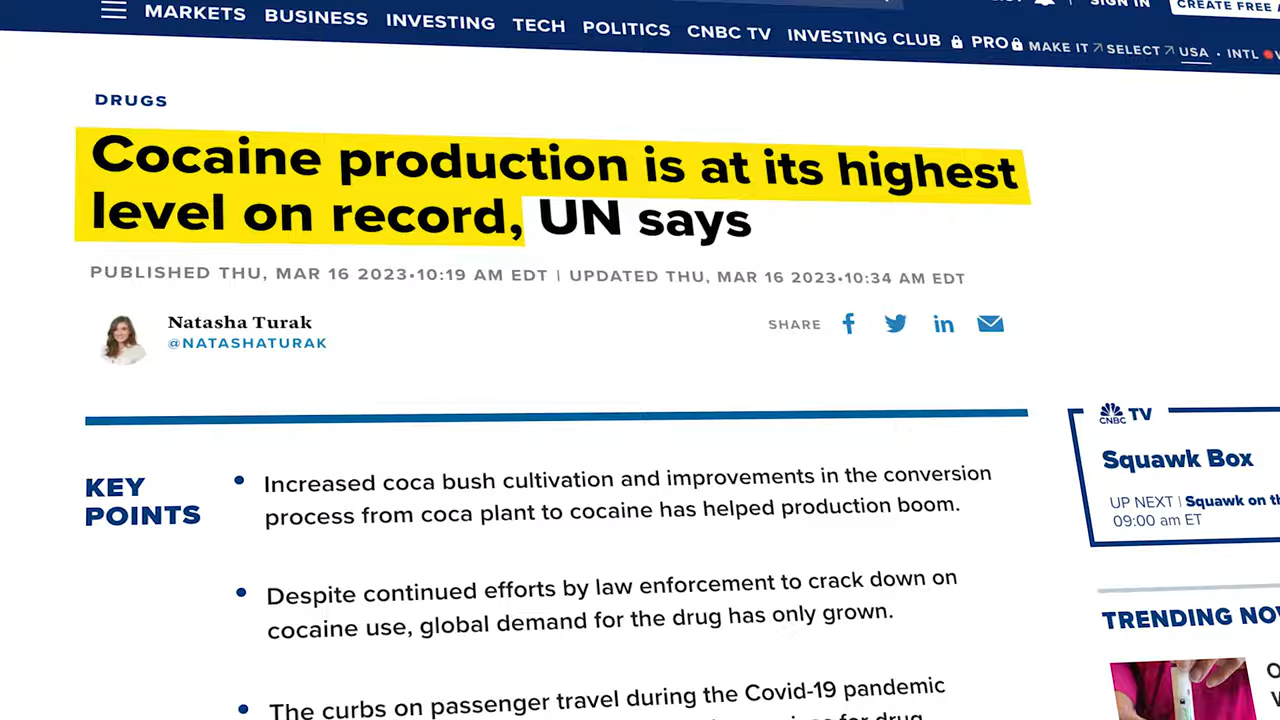 SIGN IN
CREATE FREE
MARKETS BUSINESS INVESTING TECH POLITICS CNBC TV INVESTING CLUB PRO MAKE IT SELECT USA · INTL
DRUGS
Cocaine production is at its highest
level on record, UN says
PUBLISHED THU, MAR 16 2023•10:19 AM EDT | UPDATED THU, MAR 16 2023•10:34 AM EDT
Natasha Turak
@NATASHATURAK
SHARE
KEY
POINTS
Increased coca bush cultivation and improvements in the conversion
process from coca plant to cocaine has helped production boom.
Despite continued efforts by law enforcement to crack down on
cocaine use, global demand for the drug has only grown.
The curbs on passenger travel during the Covid-19 pandemic
for drug
CNBC TV
Squawk Box
UP NEXT | Squawk on
09:00 am ET
TRENDING